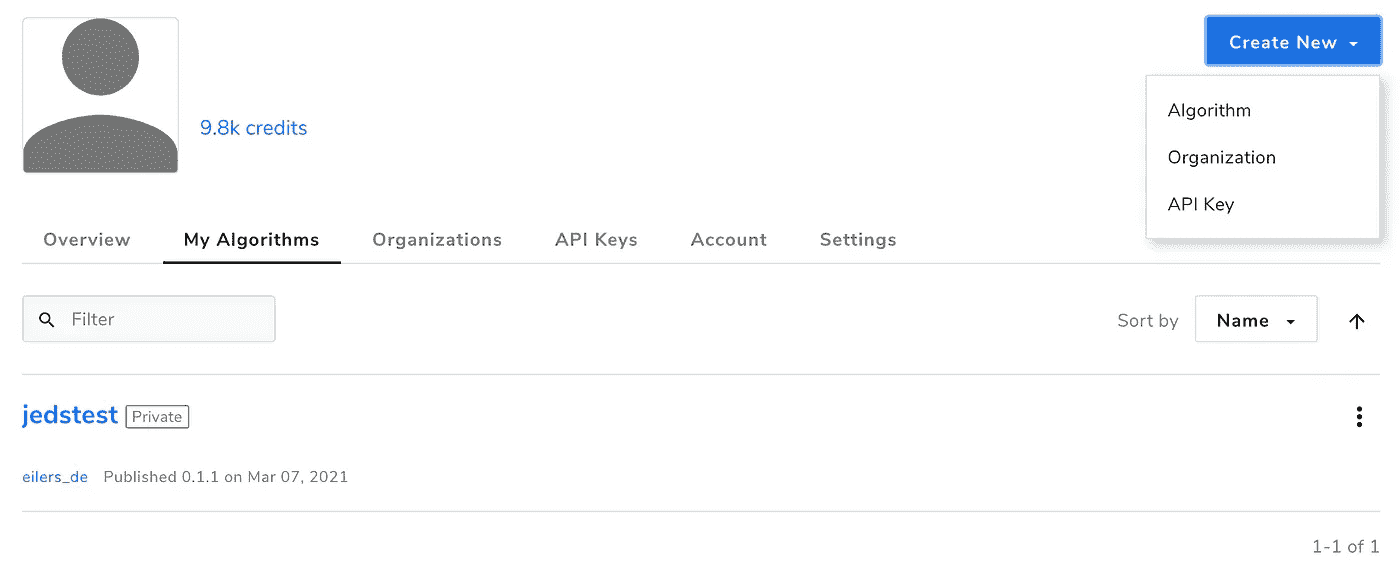 Create New
9.8k credits
Algorithm
Organization
API Key
Overview My Algorithms Organizations API Keys Account Settings
Filter Sort by Name
jedstest Private
eilers_de Published 0.1.1 on Mar 07, 2021
1-1 of 1